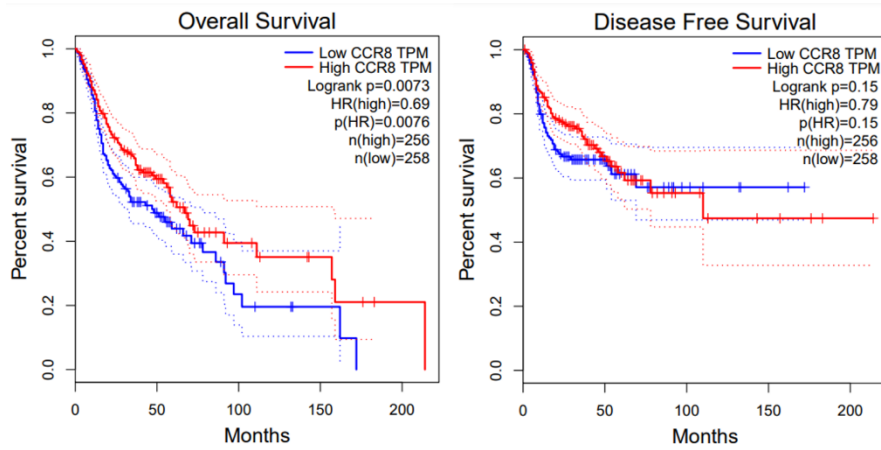 Overall Survival
Low CCR8 TPM
High CCR8 TPM
Logrank p=0.0073
HR(high)=0.69
p(HR)=0.0076
n(high)=256
n(low)=258
Percent survival
1.0
0.8
0.6
0.4
0.2
0.0
0
50
100
150
200
Months
Disease Free Survival
Low CCR8 TPM
High CCR8 TPM
Logrank p=0.15
HR(high)=0.79
p(HR)=0.15
n(high)=256
n(low)=258
Percent survival
1.0
0.8
0.6
0.4
0.2
0.0
0
50
100
150
200
Months